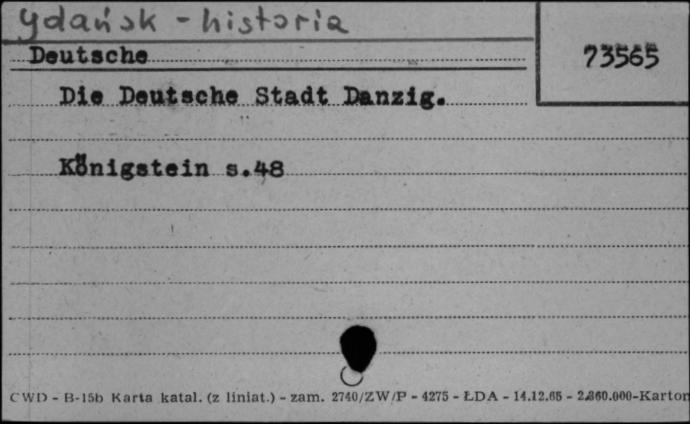 Gdańsk - historia
Deutsche
73565
Die Deutsche Stadt Danzig.
Königstein s.48
CWD - B-15b Karta katal. (z liniat.) - zam. 2740/ZW/P - 4275 - ŁDA - 14.12.65 - 2.860.000-Karton